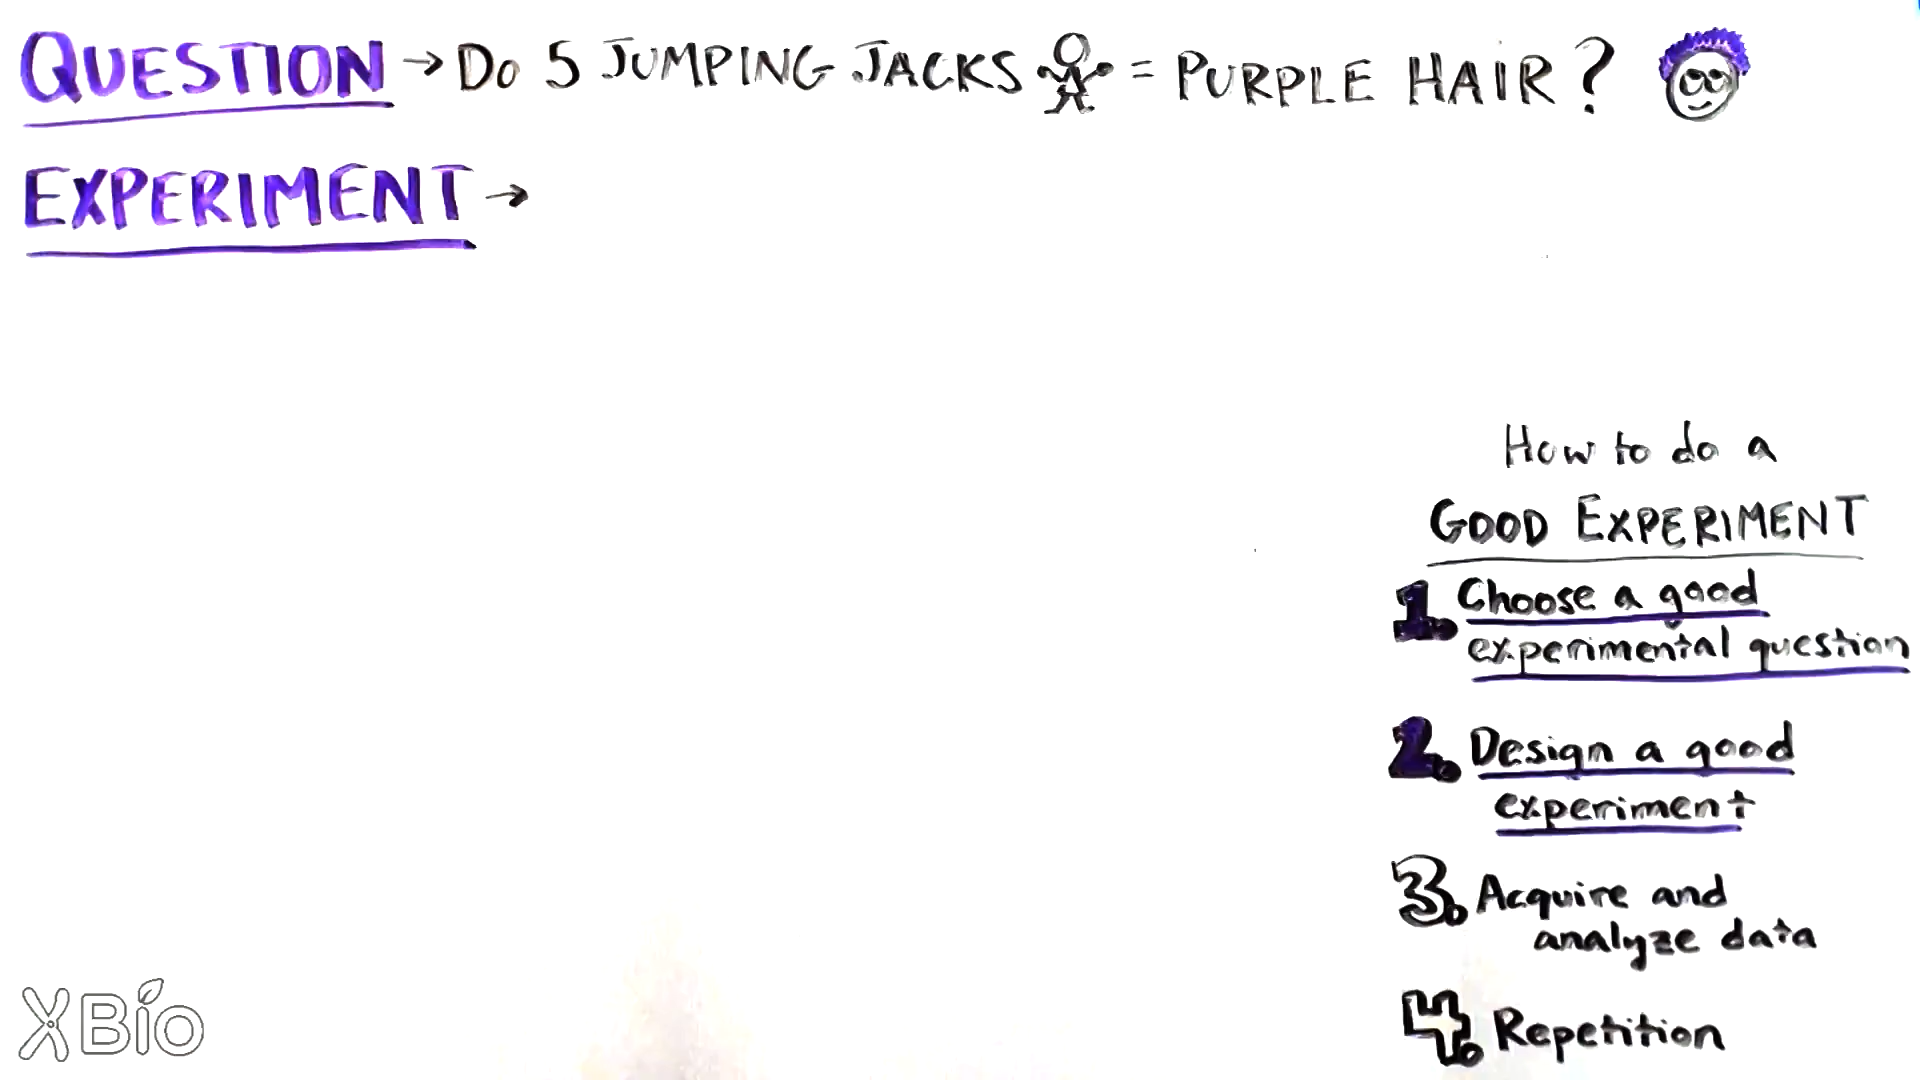 QUESTION → DO 5 JUMPING JACKS = PURPLE HAIR?
EXPERIMENT →
How to do a
GOOD EXPERIMENT
1. Choose a good
experimental question
2. Design a good
experiment
3. Acquire and
analyze data
4. Repetition
XBio